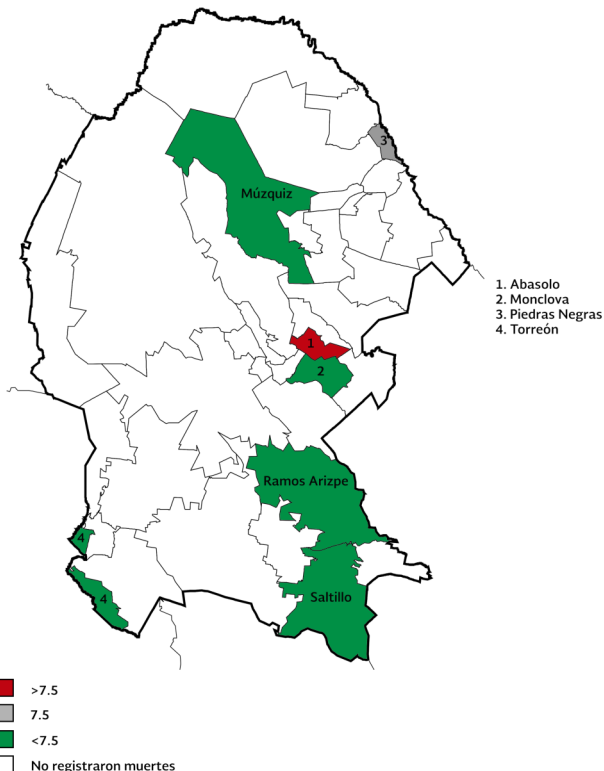 3
Múzquiz
1. Abasolo
2. Monclova
3. Piedras Negras
4. Torreón
1
2
Ramos Arizpe
4
Saltillo
4
>7.5
7.5
<7.5
No registraron muertes